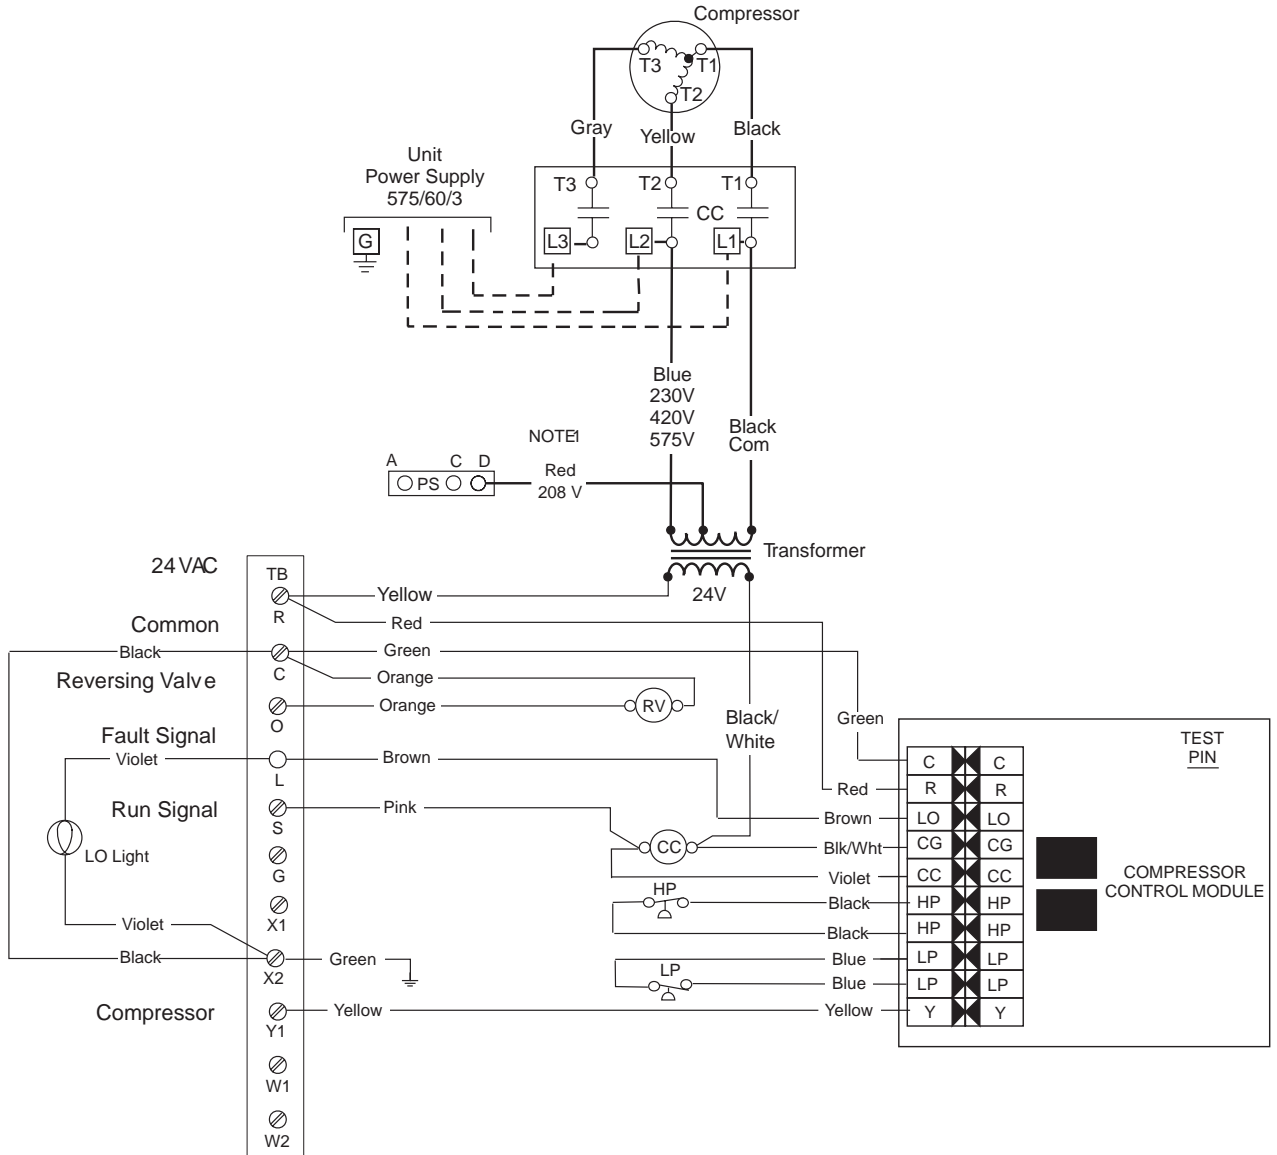 Compressor
T3
T1
T2
Gray
Yellow
Black
Unit
Power Supply
575/60/3
G
T3
T2
T1
CC
L3
L2
L1
Blue
230V
420V
575V
Black
Com
NOTE1
A C D
PS
Red
208 V
Transformer
24V
24 VAC
TB
R
Yellow
Red
Common
Black
C
Green
Orange
Reversing Valve
O
Orange
RV
Black/
White
Green
Fault Signal
Violet
L
Brown
Run Signal
S
Pink
LO Light
G
X1
Violet
Black
X2
Green
Compressor
Y1
Yellow
W1
W2
CC
HP
LP
TEST
PIN
C C
Red R R
Brown LO LO
Blk/Wht CG CG
Violet CC CC
Black HP HP
Black HP HP
Blue LP LP
Blue LP LP
Yellow Y Y
COMPRESSOR
CONTROL MODULE